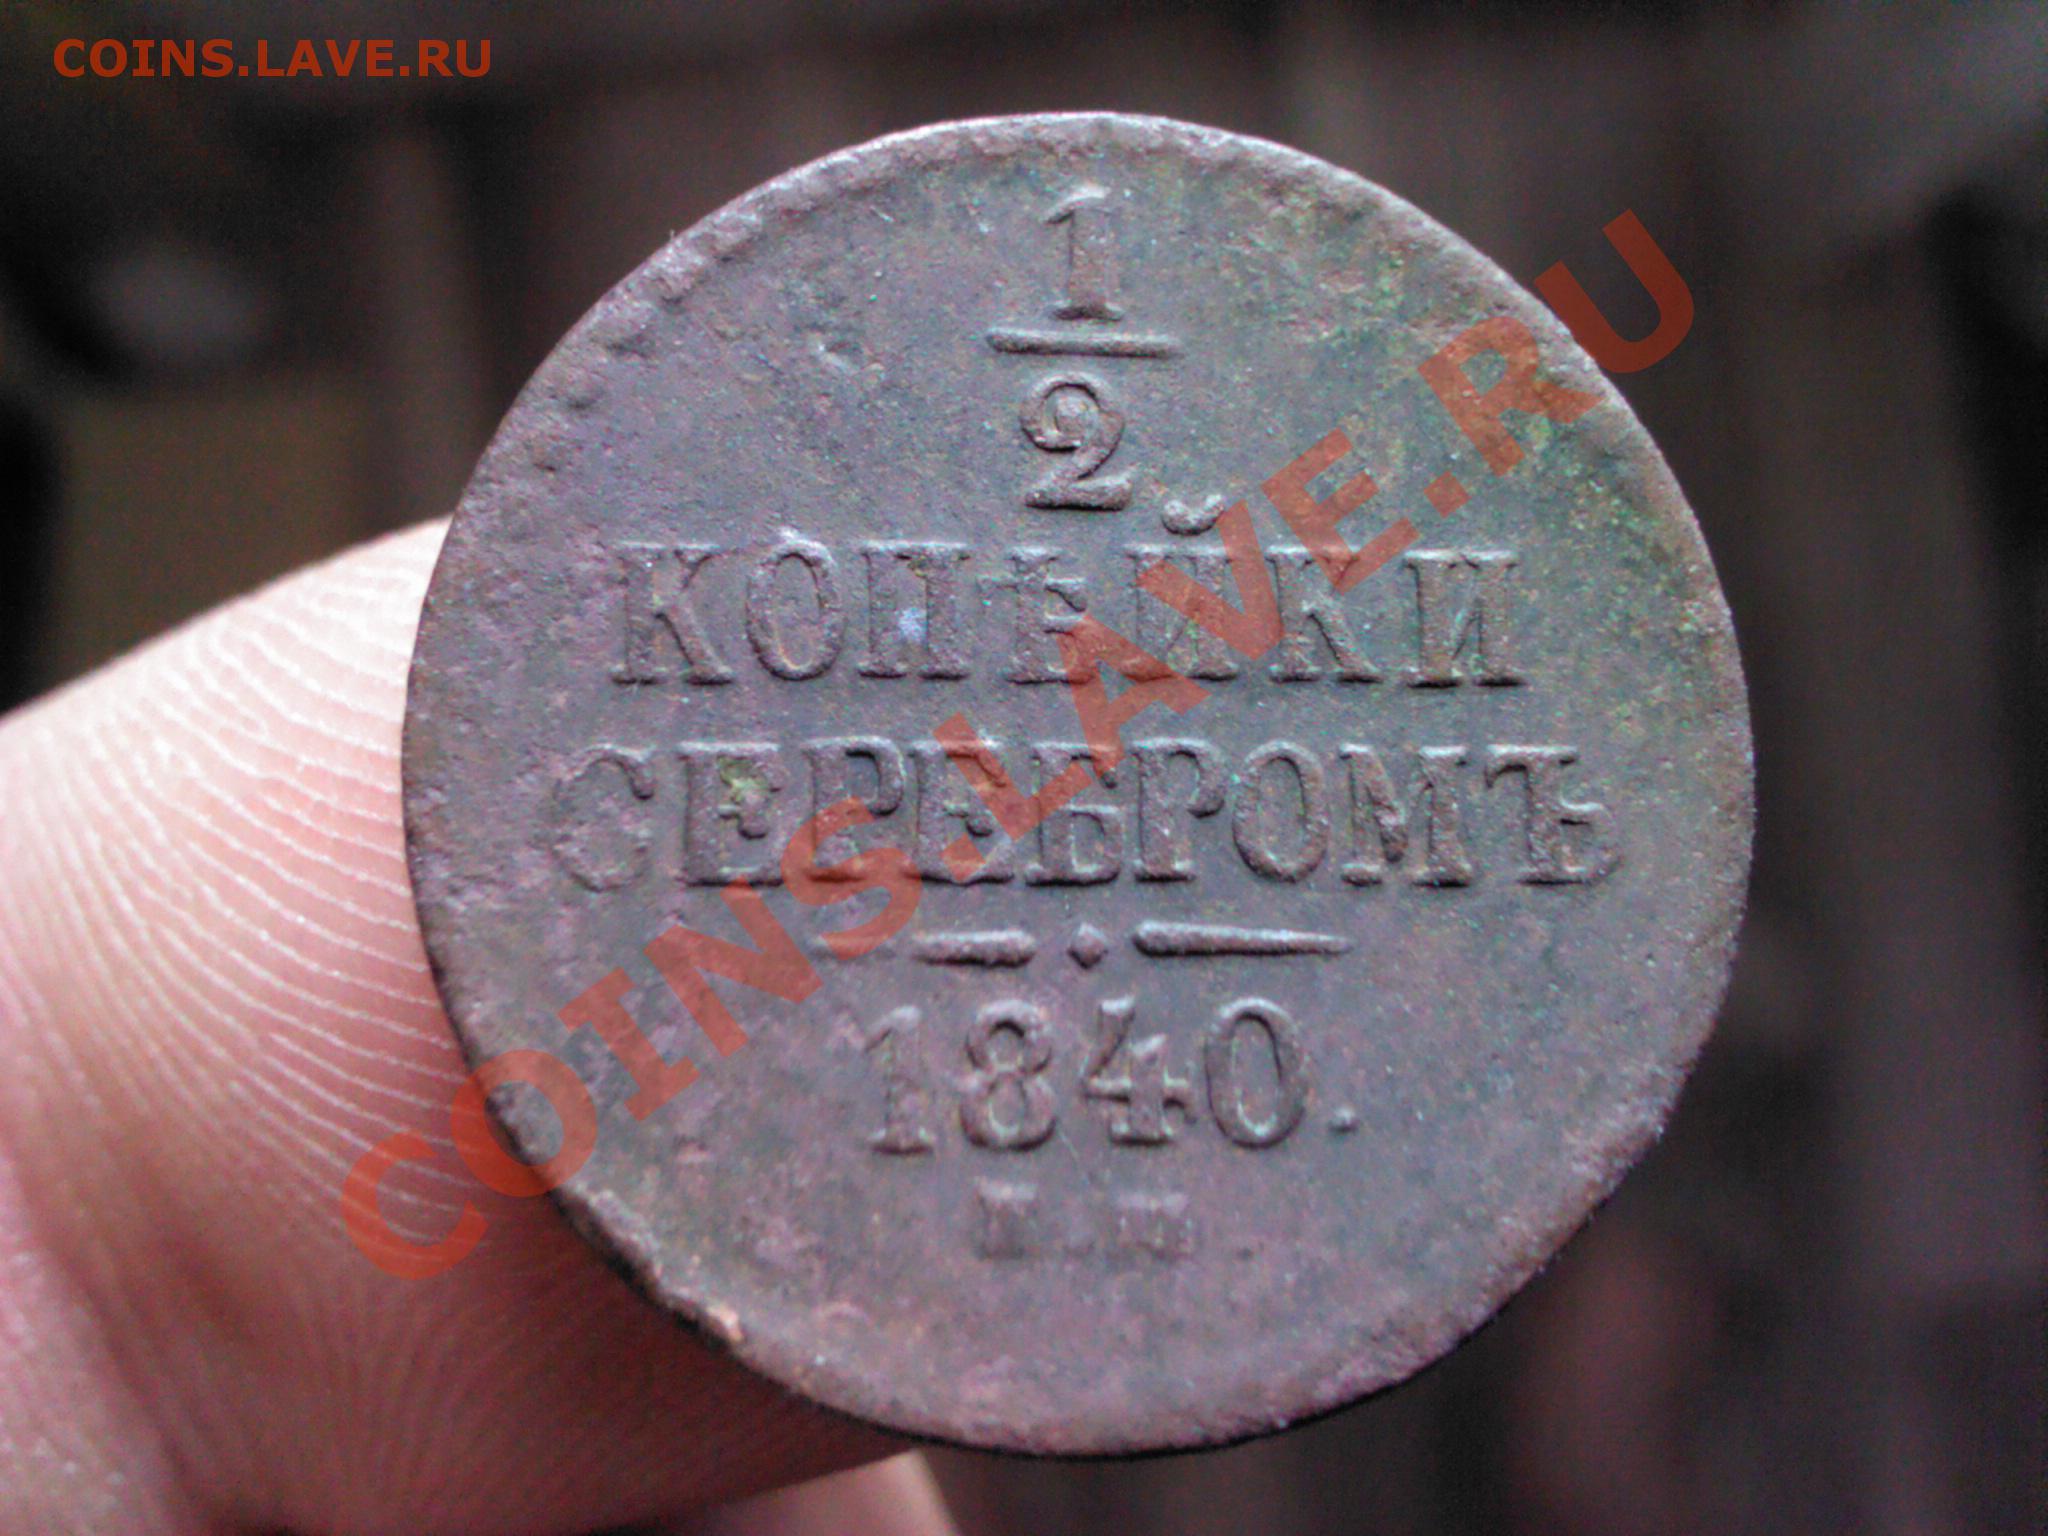 COINS.LAVE.RU
1
2
КОПѢЙКИ
СЕРЕБРОМЪ
1840.
COINS.LAVE.RU